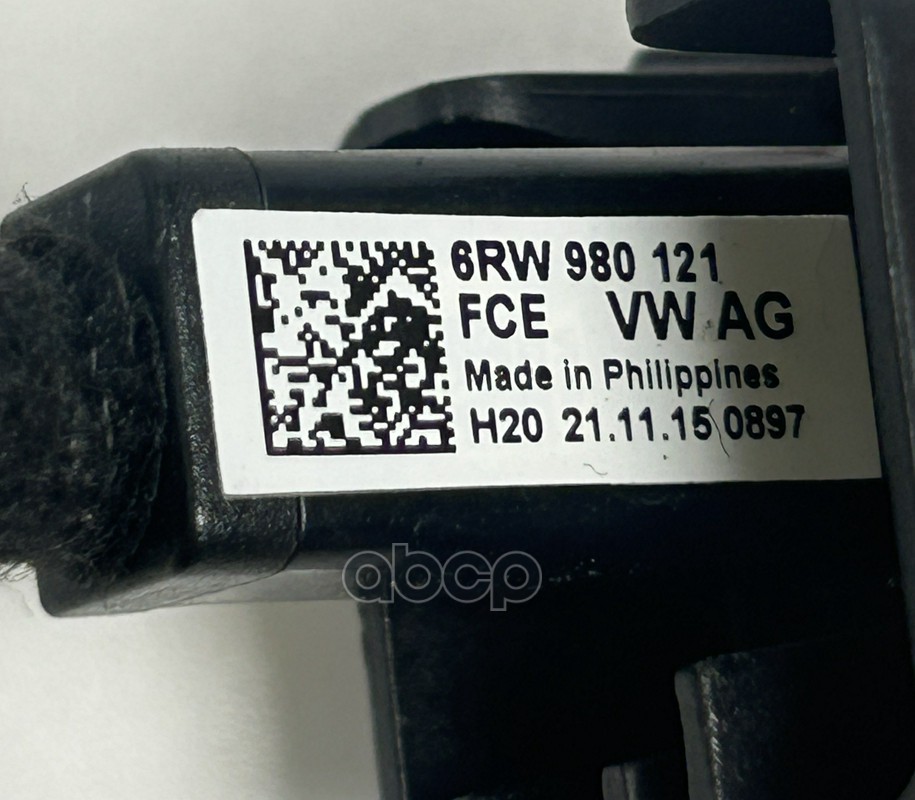 6RW 980 121
FCE VW AG
Made in Philippines
H20 21.11.15 0897
abcp